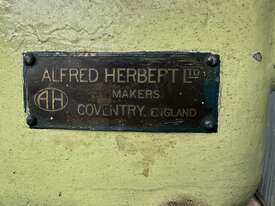 ALFRED HERBERT LTD
AH MAKERS
COVENTRY, ENGLAND